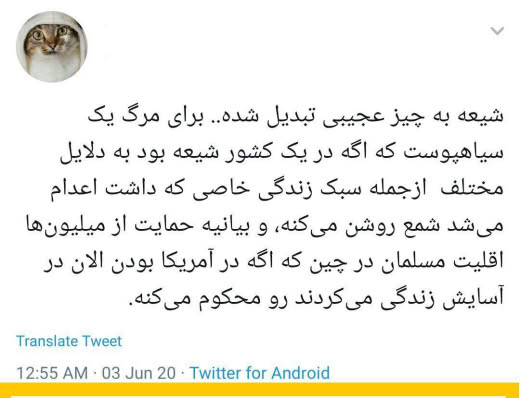 شیعه به چیز عجیبی تبدیل شده.. برای مرگ یک
سیاهپوست که اگه در یک کشور شیعه بود به دلایل
مختلف ازجمله سبک زندگی خاصی که داشت اعدام
می‌شد شمع روشن می‌کنه، و بیانیه حمایت از میلیون‌ها
اقلیت مسلمان در چین که اگه در آمریکا بودن الان در
آسایش زندگی می‌کردند رو محکوم می‌کنه.
Translate Tweet
12:55 AM · 03 Jun 20 · Twitter for Android